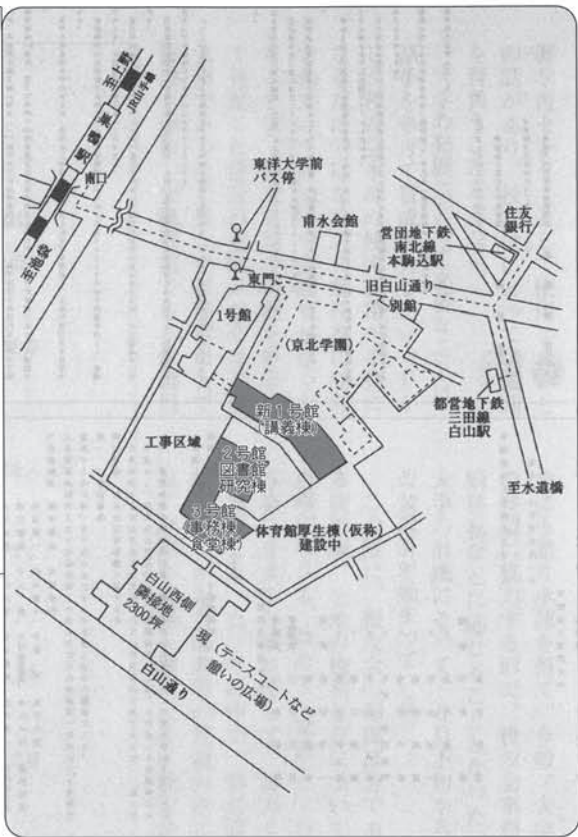 至上野
JR山手線
巣鴨駅
南口
至池袋
東洋大学前
バス停
甫水会館
営団地下鉄
南北線
本駒込駅
住友
銀行
東門
旧白山通り
別館
1号館
(京北学園)
新1号館
(講義棟)
都営地下鉄
三田線
白山駅
工事区域
2号館
図書館
研究棟
至水道橋
3号館
(事務棟
食堂棟)
体育館厚生棟(仮称)
建設中
白山西側
隣接地
2300坪
現(テニスコートなど
憩いの広場)
白山通り